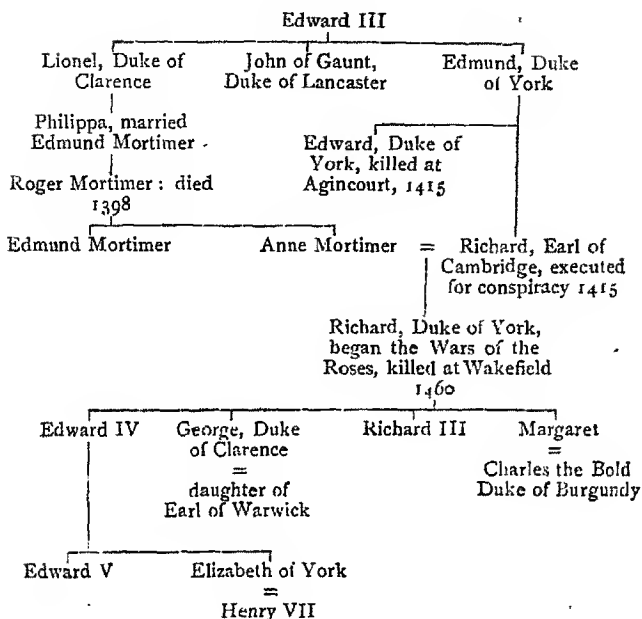 Edward III
Lionel, Duke of Clarence
John of Gaunt, Duke of Lancaster
Edmund, Duke of York
Philippa, married
Edmund Mortimer
Edward, Duke of
York, killed at
Agincourt, 1415
Roger Mortimer: died
1398
Edmund Mortimer
Anne Mortimer = Richard, Earl of
Cambridge, executed
for conspiracy 1415
Richard, Duke of York,
began the Wars of the
Roses, killed at Wakefield
1460
Edward IV
George, Duke
of Clarence
=
daughter of
Earl of Warwick
Richard III
Margaret
=
Charles the Bold
Duke of Burgundy
Edward V
Elizabeth of York
=
Henry VII